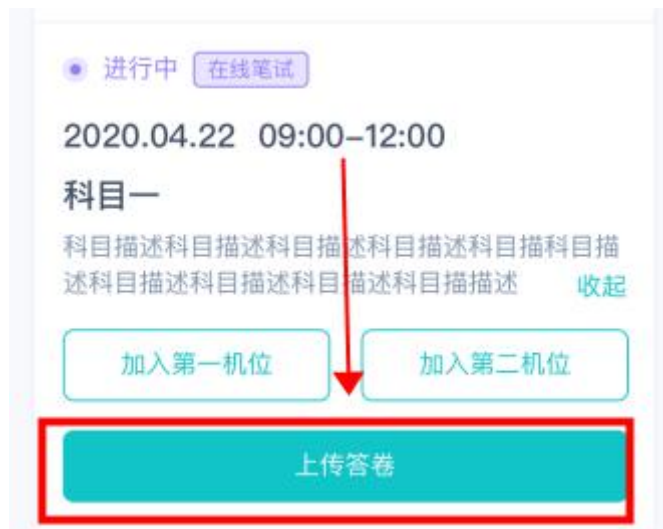 进行中 在线笔试
2020.04.22 09:00-12:00
科目一
科目描述科目描述科目描述科目描述科目描科目描
述科目描述科目描述科目描述科目描描述 收起
加入第一机位 加入第二机位
上传答卷